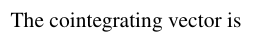 The cointegrating vector is